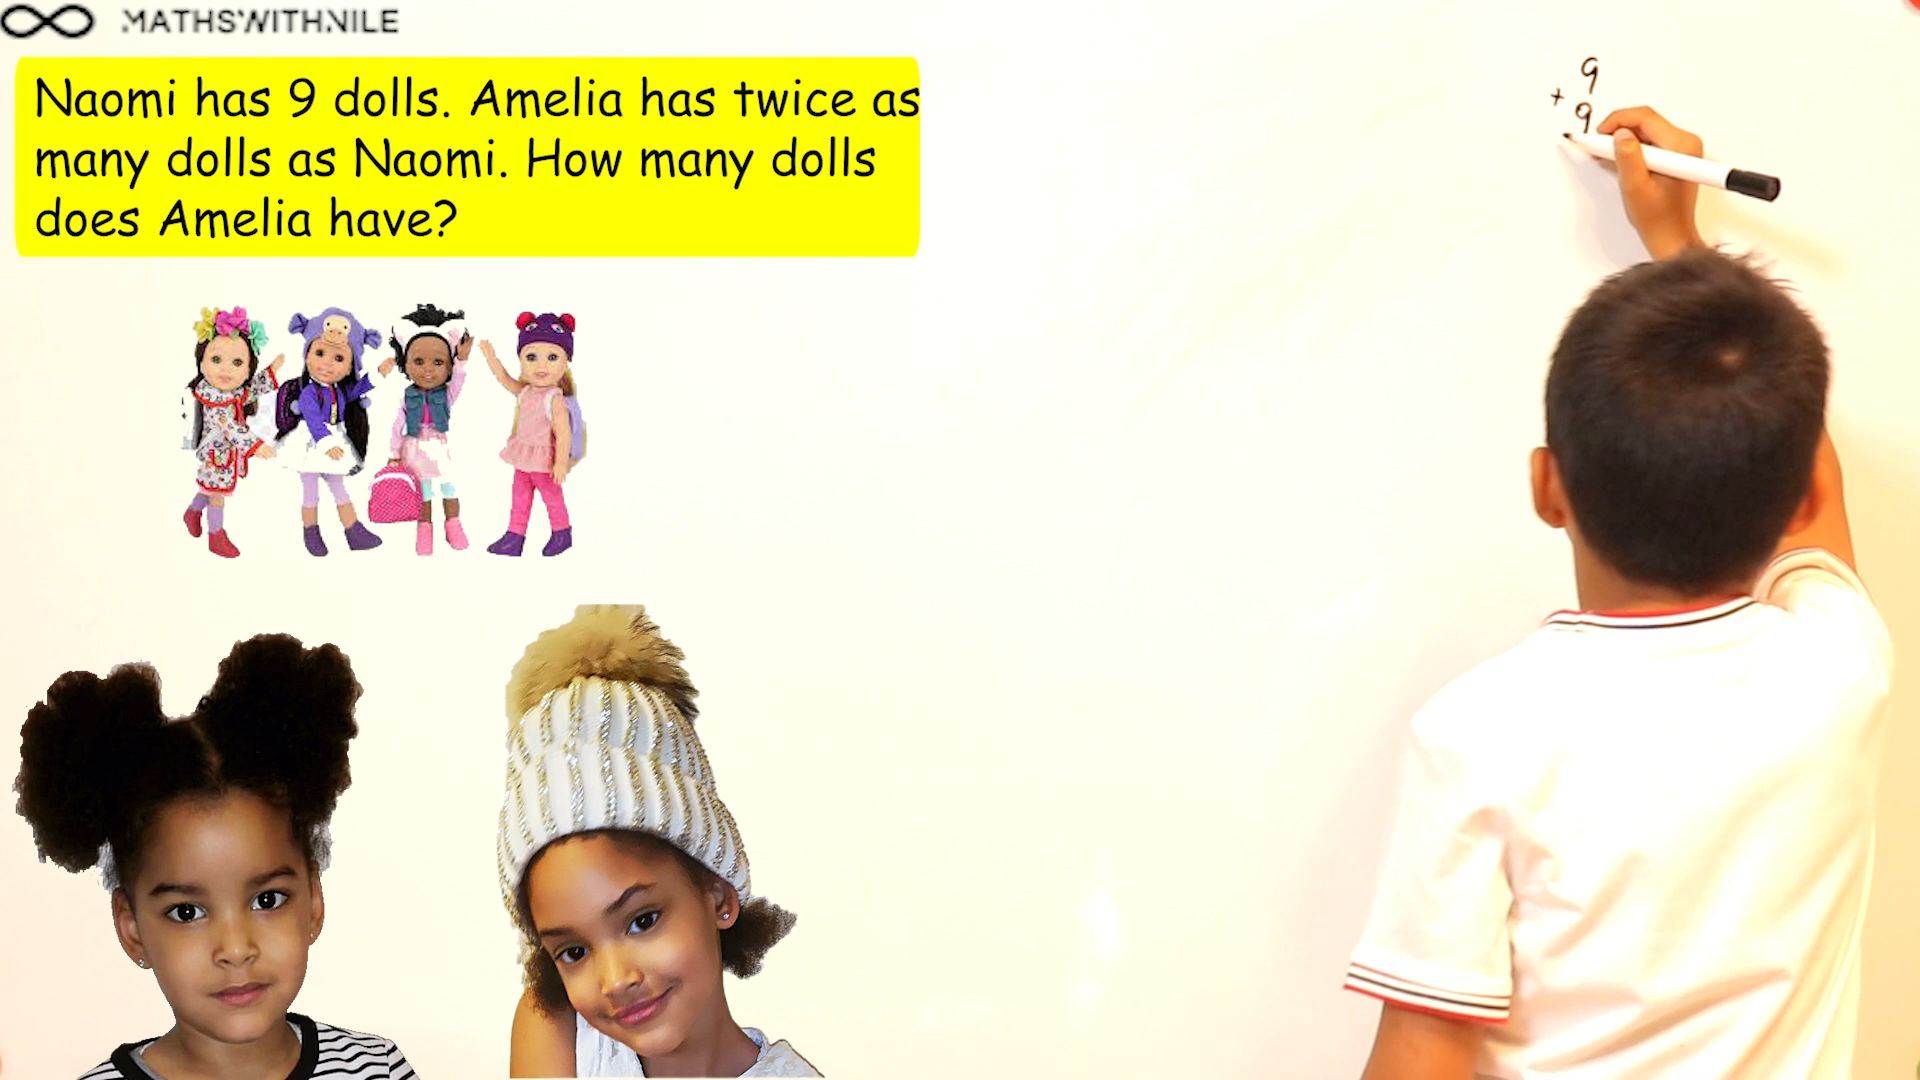 MATHSWITHNILE
Naomi has 9 dolls. Amelia has twice as
many dolls as Naomi. How many dolls
does Amelia have?
9
+ 9